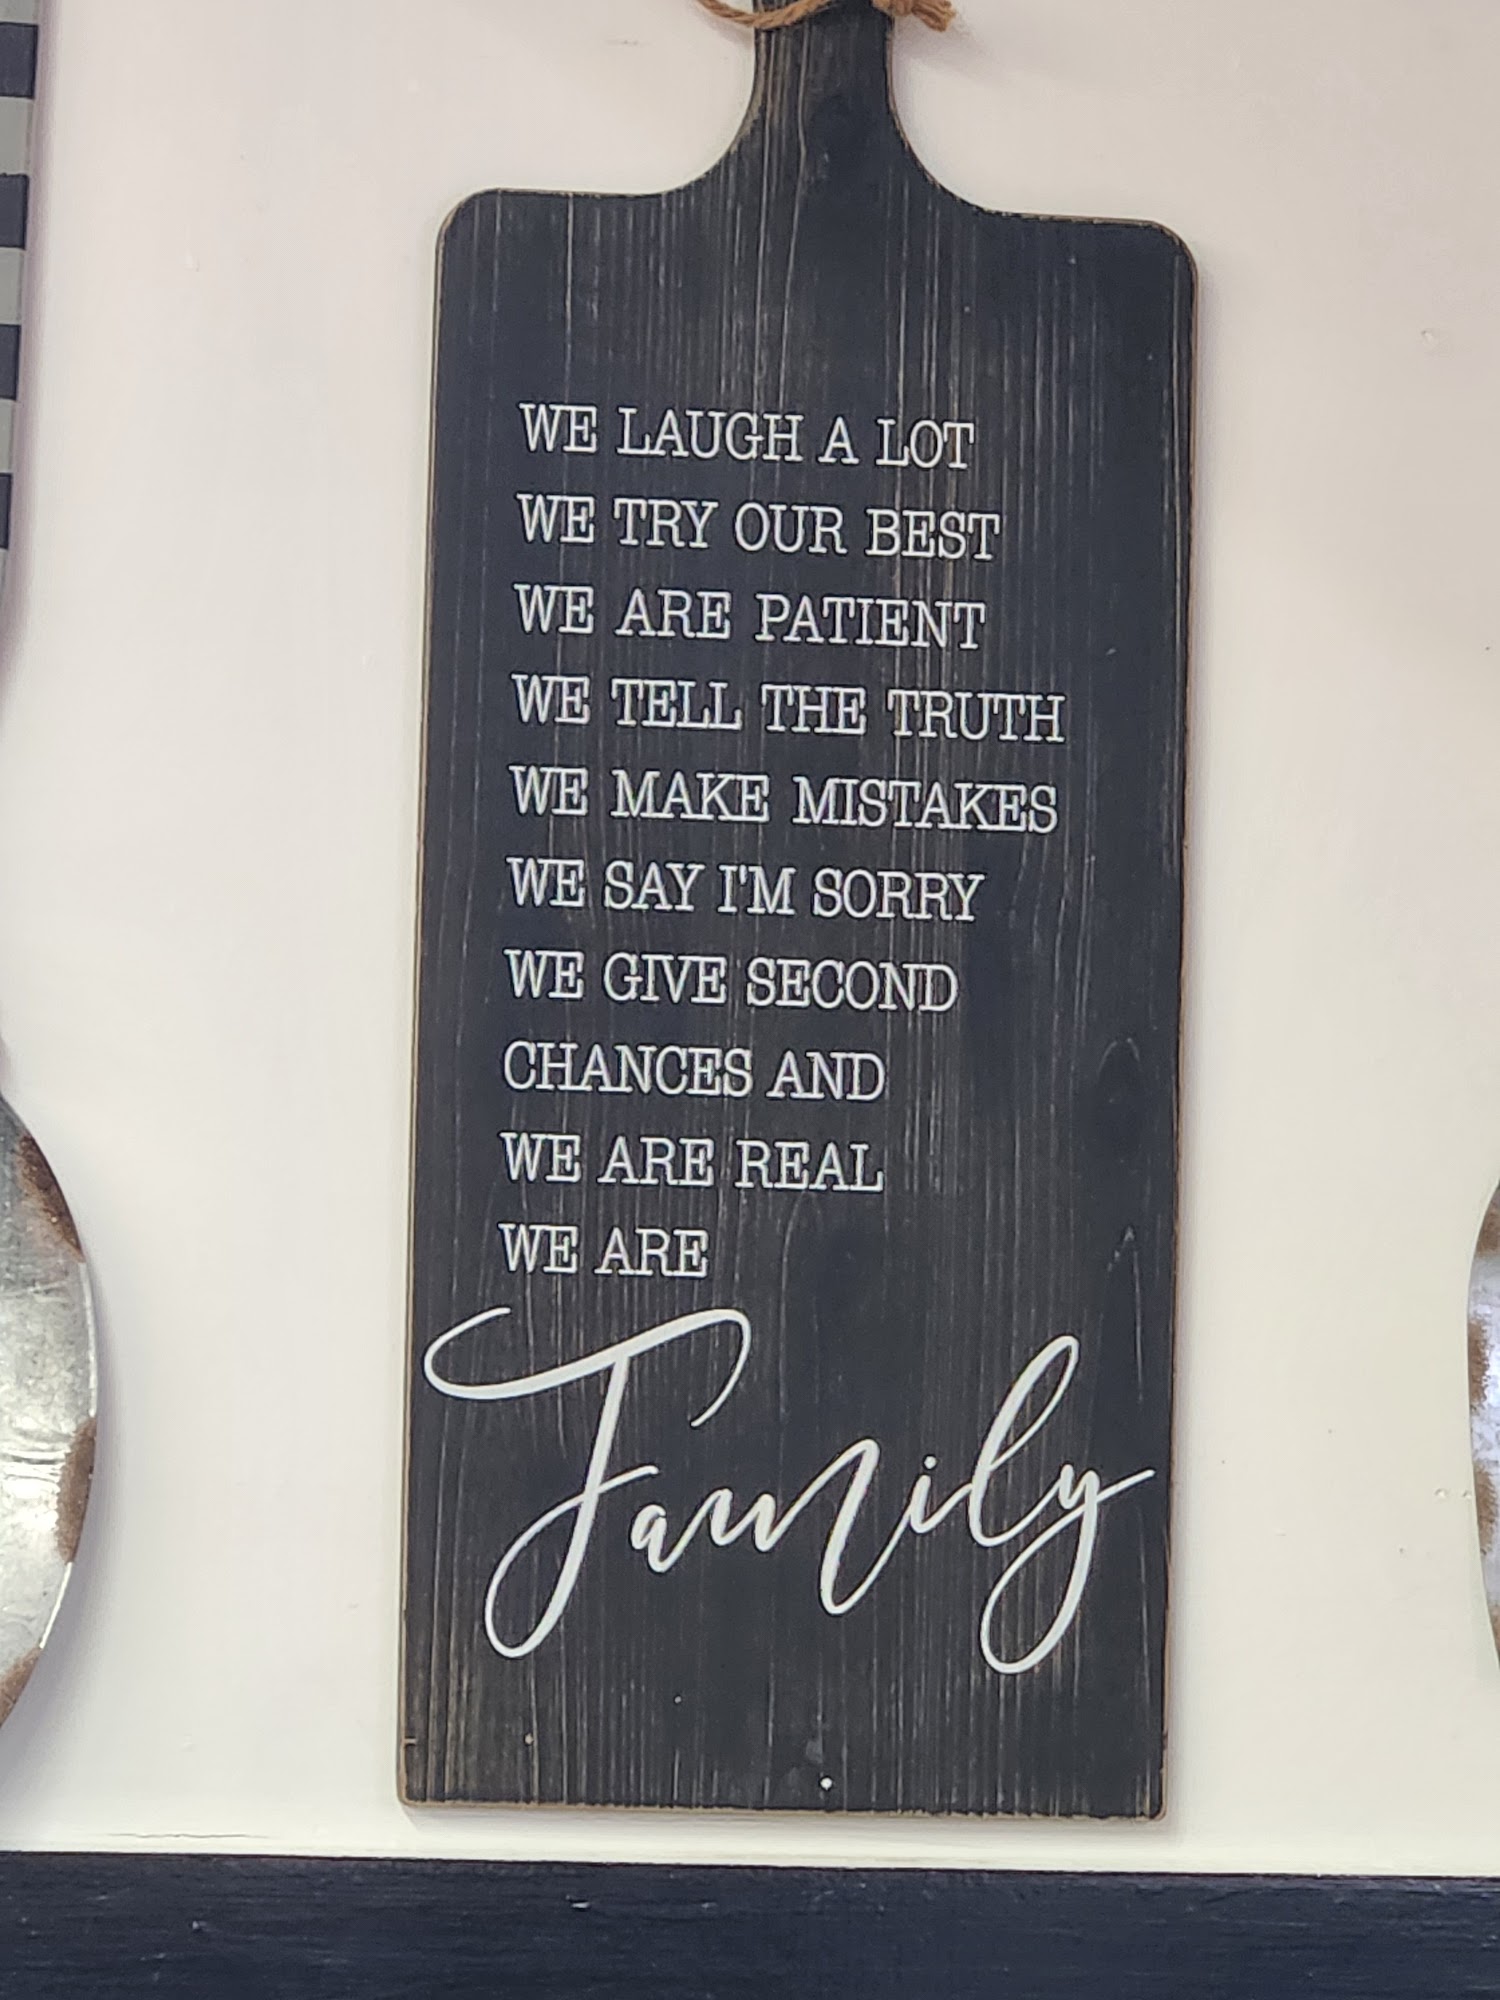 WE LAUGH A LOT
WE TRY OUR BEST
WE ARE PATIENT
WE TELL THE TRUTH
WE MAKE MISTAKES
WE SAY I'M SORRY
WE GIVE SECOND
CHANCES AND
WE ARE REAL
WE ARE
Family